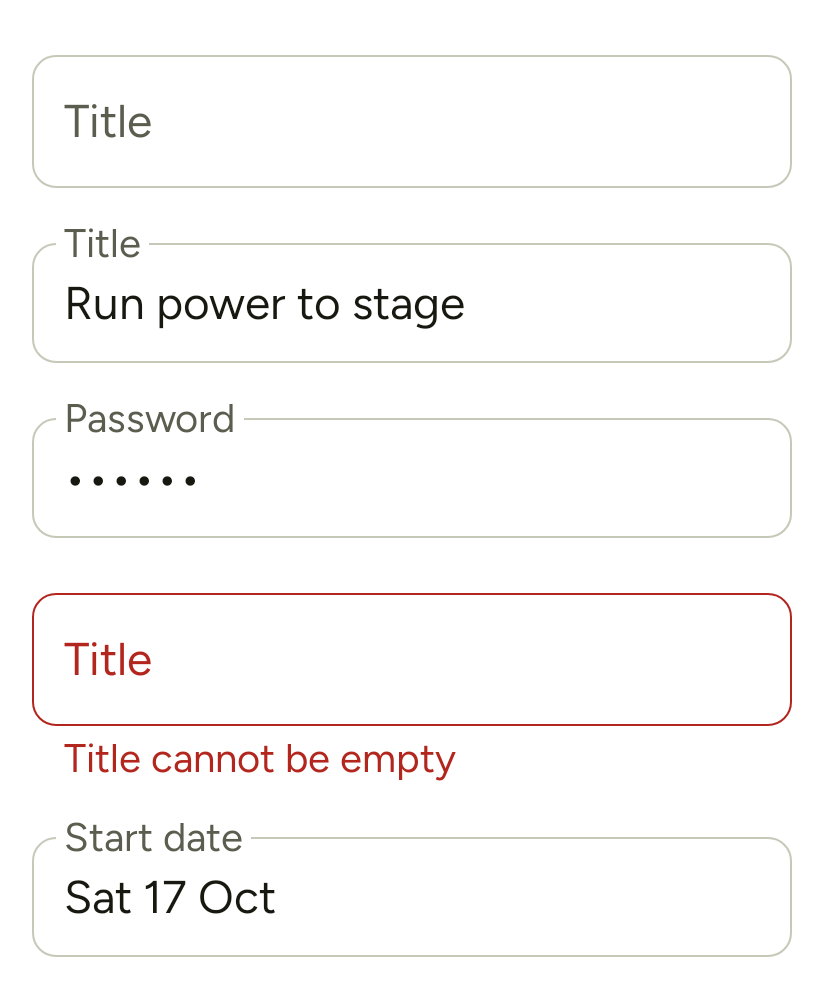 Title
Title
Run power to stage
Password
••••••
Title
Title cannot be empty
Start date
Sat 17 Oct